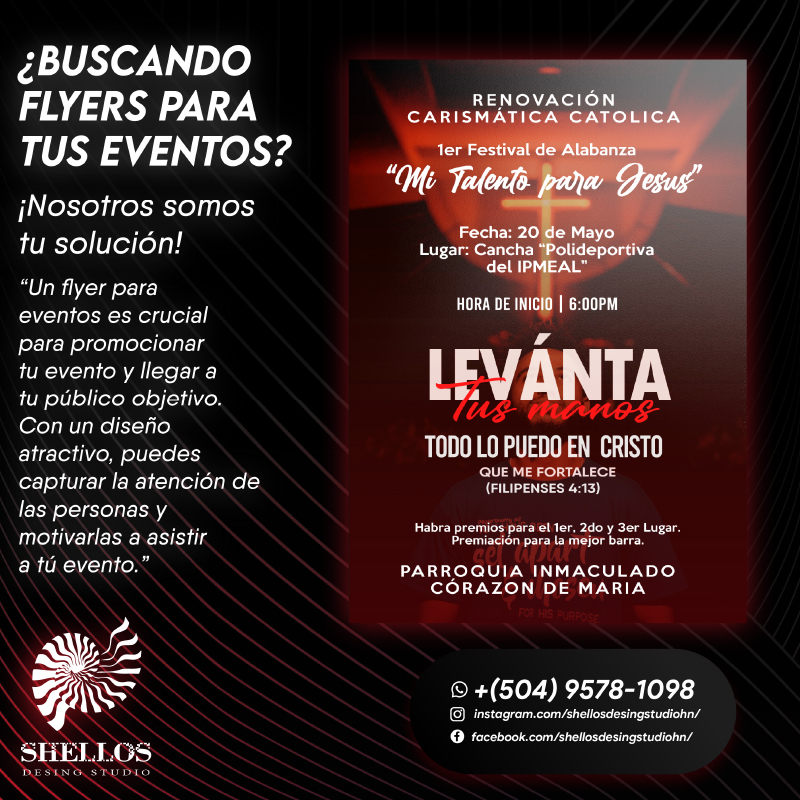 ¿BUSCANDO
FLYERS PARA
TUS EVENTOS?
¡Nosotros somos
tu solución!
“Un flyer para
eventos es crucial
para promocionar
tu evento y llegar a
tu público objetivo.
Con un diseño
atractivo, puedes
capturar la atención de
las personas y
motivarlas a asistir
a tú evento.”
SHELLOS
DESING STUDIO
RENOVACIÓN
CARISMÁTICA CATOLICA
1er Festival de Alabanza
“Mi Talento para Jesus”
Fecha: 20 de Mayo
Lugar: Cancha “Polideportiva
del IPMEAL”
HORA DE INICIO | 6:00PM
LEVÁNTA
Tus manos
TODO LO PUEDO EN CRISTO
QUE ME FORTALECE
(FILIPENSES 4:13)
Habra premios para el 1er, 2do y 3er Lugar.
Premiación para la mejor barra.
set apart
PARROQUIA INMACULADO
CÓRAZON DE MARIA
FOR HIS PURPOSE
+(504) 9578-1098
instagram.com/shellosdesingstudiohn/
facebook.com/shellosdesingstudiohn/